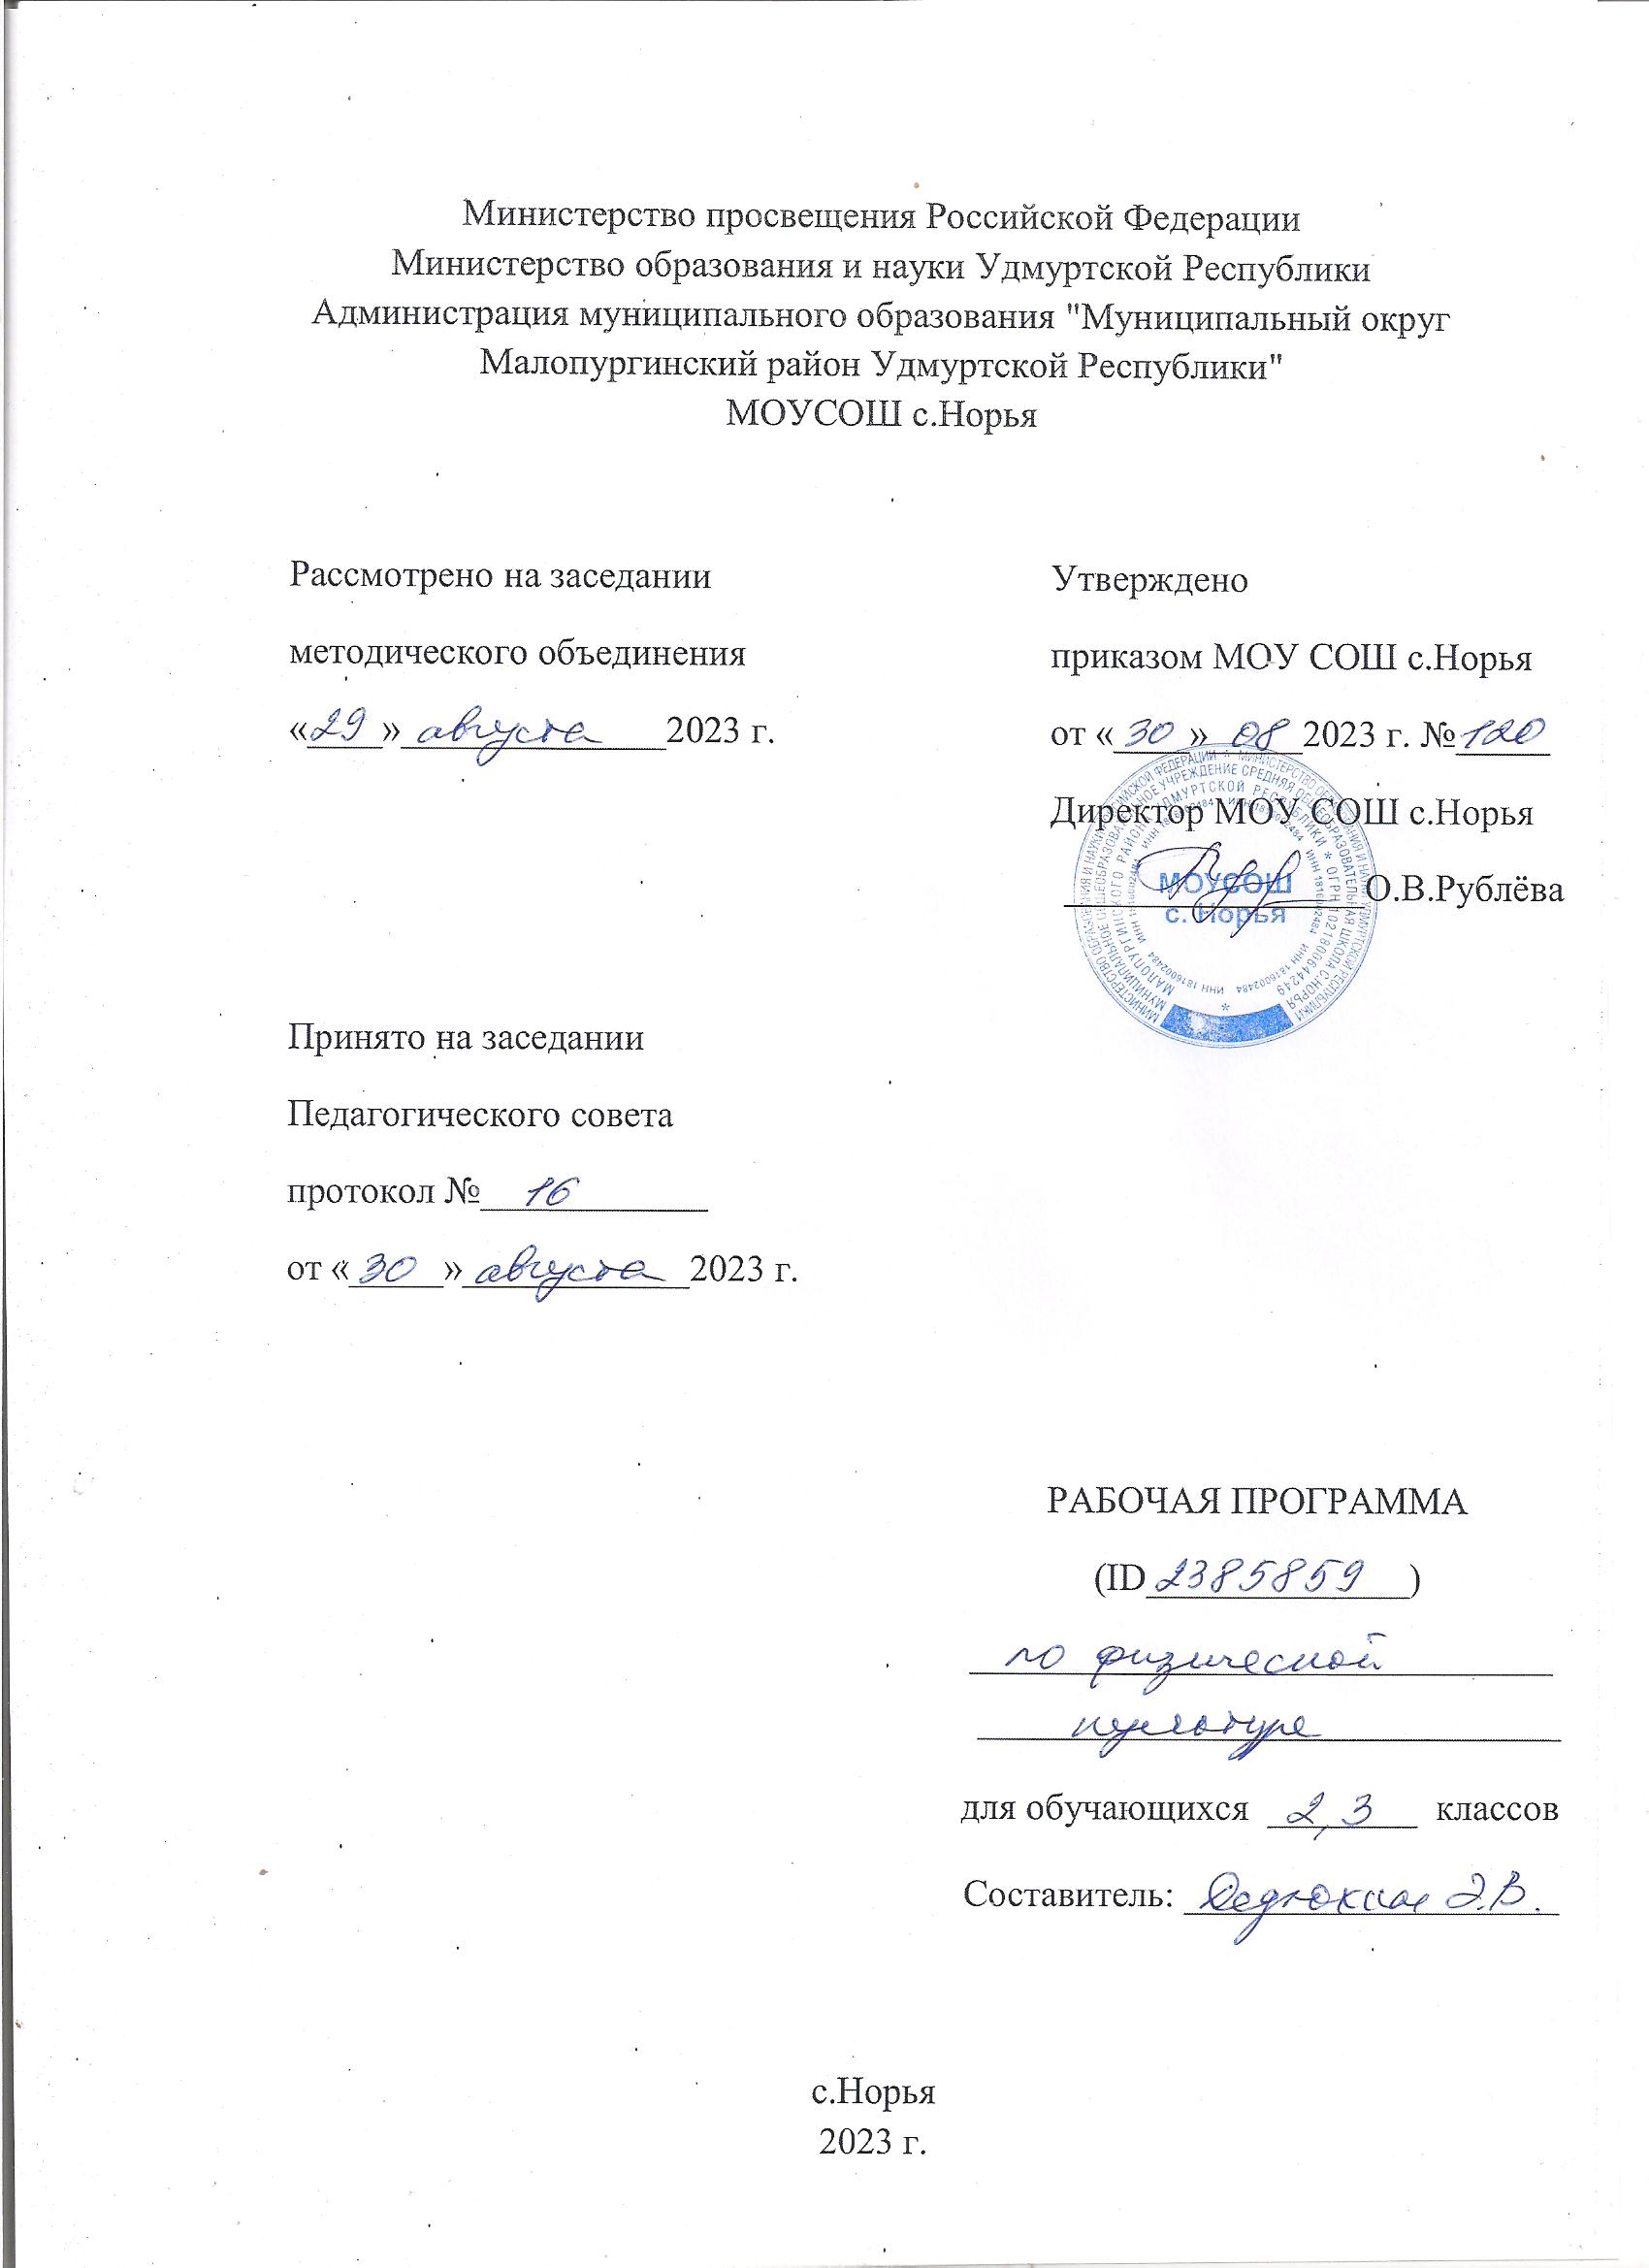 Министерство просвещения Российской Федерации
Министерство образования и науки Удмуртской Республики
Администрация муниципального образования "Муниципальный округ
Малопургинский район Удмуртской Республики"
МОУСОШ с.Норья
Рассмотрено на заседании
методического объединения
«29» августа 2023 г.
Утверждено
приказом МОУ СОШ с.Норья
от «30» 08 2023 г. №120
Директор МОУ СОШ с.Норья
О.В.Рублёва
МОУСОШ
с. Норья
Принято на заседании
Педагогического совета
протокол № 16
от «30» августа 2023 г.
РАБОЧАЯ ПРОГРАММА
(ID 2385859)
по физической
культуре
для обучающихся 2, 3 классов
Составитель: Дедюхина Э.В.
с.Норья
2023 г.